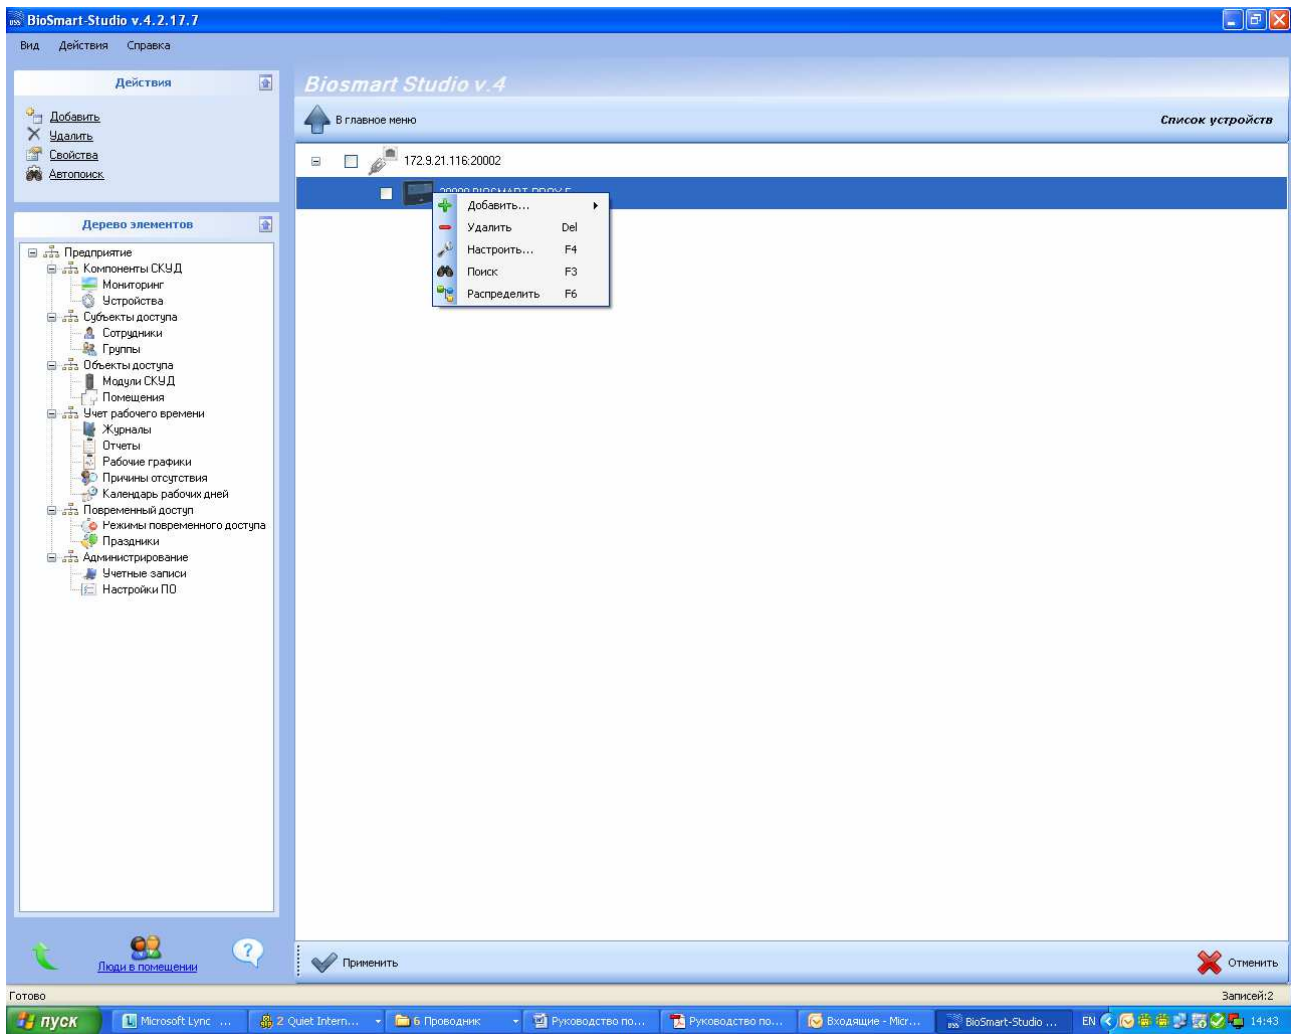 BioSmart-Studio v.4.2.17.7
Вид Действия Справка
Действия
Добавить
Удалить
Свойства
Автопоиск
Дерево элементов
Предприятие
Компоненты СКУД
Мониторинг
Устройства
Субъекты доступа
Сотрудники
Группы
Объекты доступа
Модули СКУД
Помещения
Учет рабочего времени
Журналы
Отчеты
Рабочие графики
Причины отсутствия
Календарь рабочих дней
Повременный доступ
Режимы повременного доступа
Праздники
Администрирование
Учетные записи
Настройки ПО
Люди в помещении
Biosmart Studio v.4
В главное меню Список устройств
172.9.21.116:20002
Добавить...
Удалить Del
Настроить... F4
Поиск F3
Распределить F6
Применить Отменить
Готово Записей:2
пуск Microsoft Lync ... 2 Quiet Intern... 6 Проводник Руководство по... Руководство по... Входящие - Micr... BioSmart-Studio ... EN 14:43